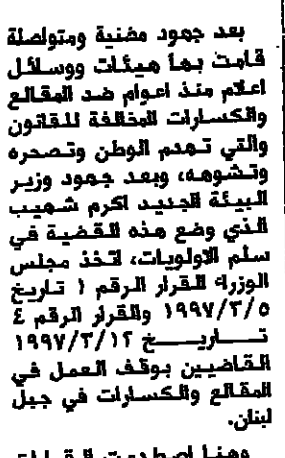 بعد جهود مضنية ومتواصلة
قامت بها هيئات ووسائل
اعلام منذ اعوام ضد المقالع
والكسارات المخالفة للقانون
والتي تهدم الوطن وتصحره
وتشوهه، وبعد جهود وزير
البيئة الجديد اكرم شهيب
الذي وضع هذه القضية في
سلم الاولويات، اتخذ مجلس
الوزراء القرار الرقم ١ تاريخ
١٩٩٧/٣/٥ والقرار الرقم ٤
تاريخ ١٩٩٧/٣/١٢
القاضيين بوقف العمل في
المقالع والكسارات في جبل
لبنان.
وهنا اصطدمت